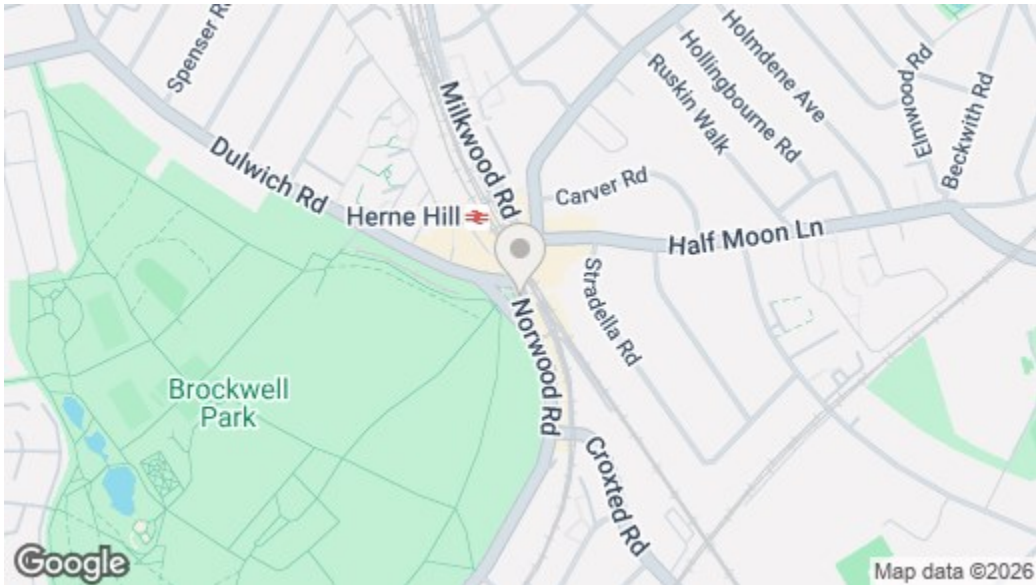 Spenser Rd
Dulwich Rd
Milkwood Rd
Herne Hill
Carver Rd
Ruskin Walk
Hollingbourne Rd
Holmdene Ave
Elmwood Rd
Beckwith Rd
Half Moon Ln
Stradella Rd
Norwood Rd
Croxted Rd
Brockwell
Park
Google
Map data ©2026